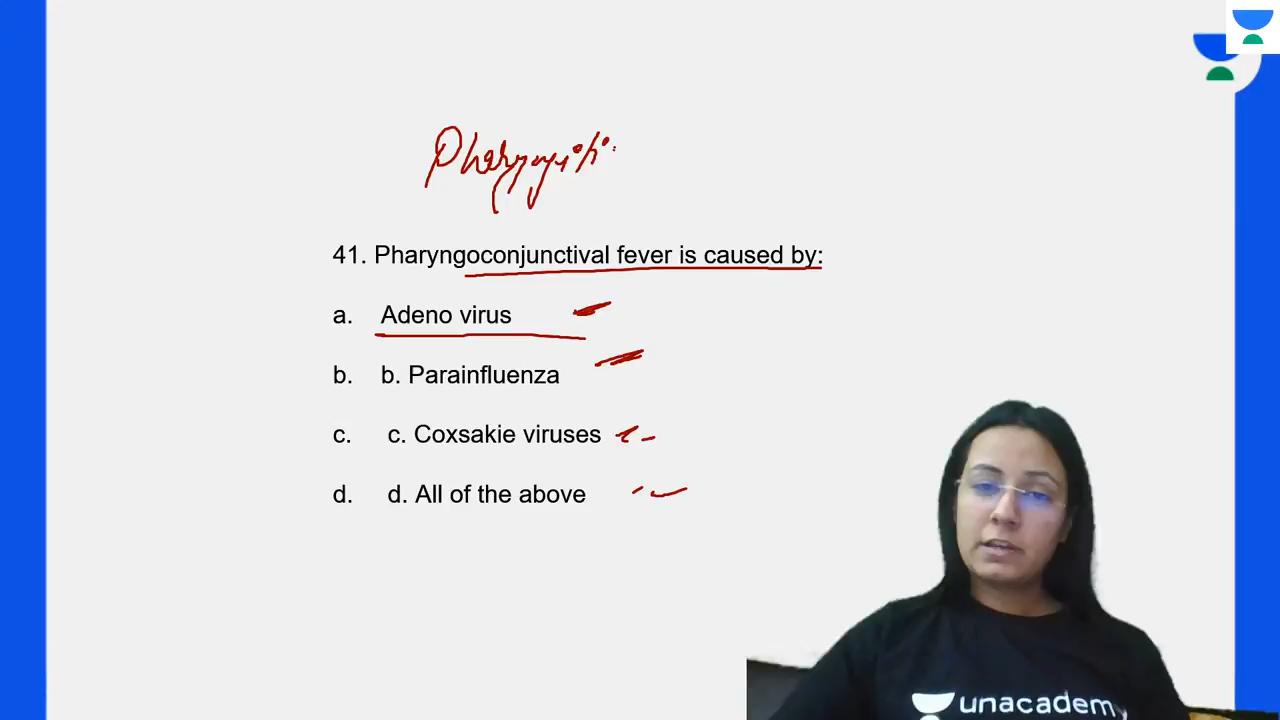 41. Pharyngoconjunctival fever is caused by:
a. Adeno virus
b. b. Parainfluenza
c. c. Coxsakie viruses
d. d. All of the above
unacademy